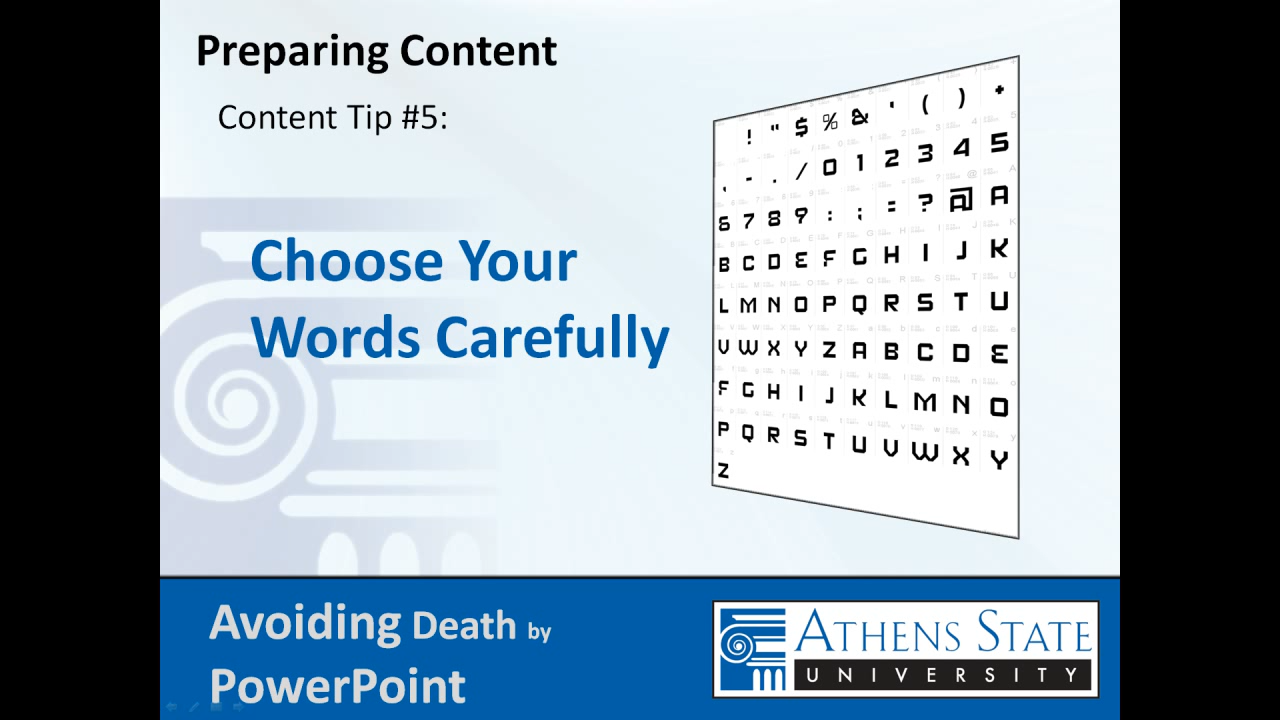 Preparing Content
Content Tip #5:
Choose Your
Words Carefully
! " $ % & ' ( ) +
, - . / 0 1 2 3 4 5
6 7 8 9 : ; = ? @ A
B C D E F G H I J K
L M N O P Q R S T U
V W X Y Z A B C D E
F G H I J K L M N O
P Q R S T U V W X Y
Z
Avoiding Death by
PowerPoint
ATHENS STATE
UNIVERSITY